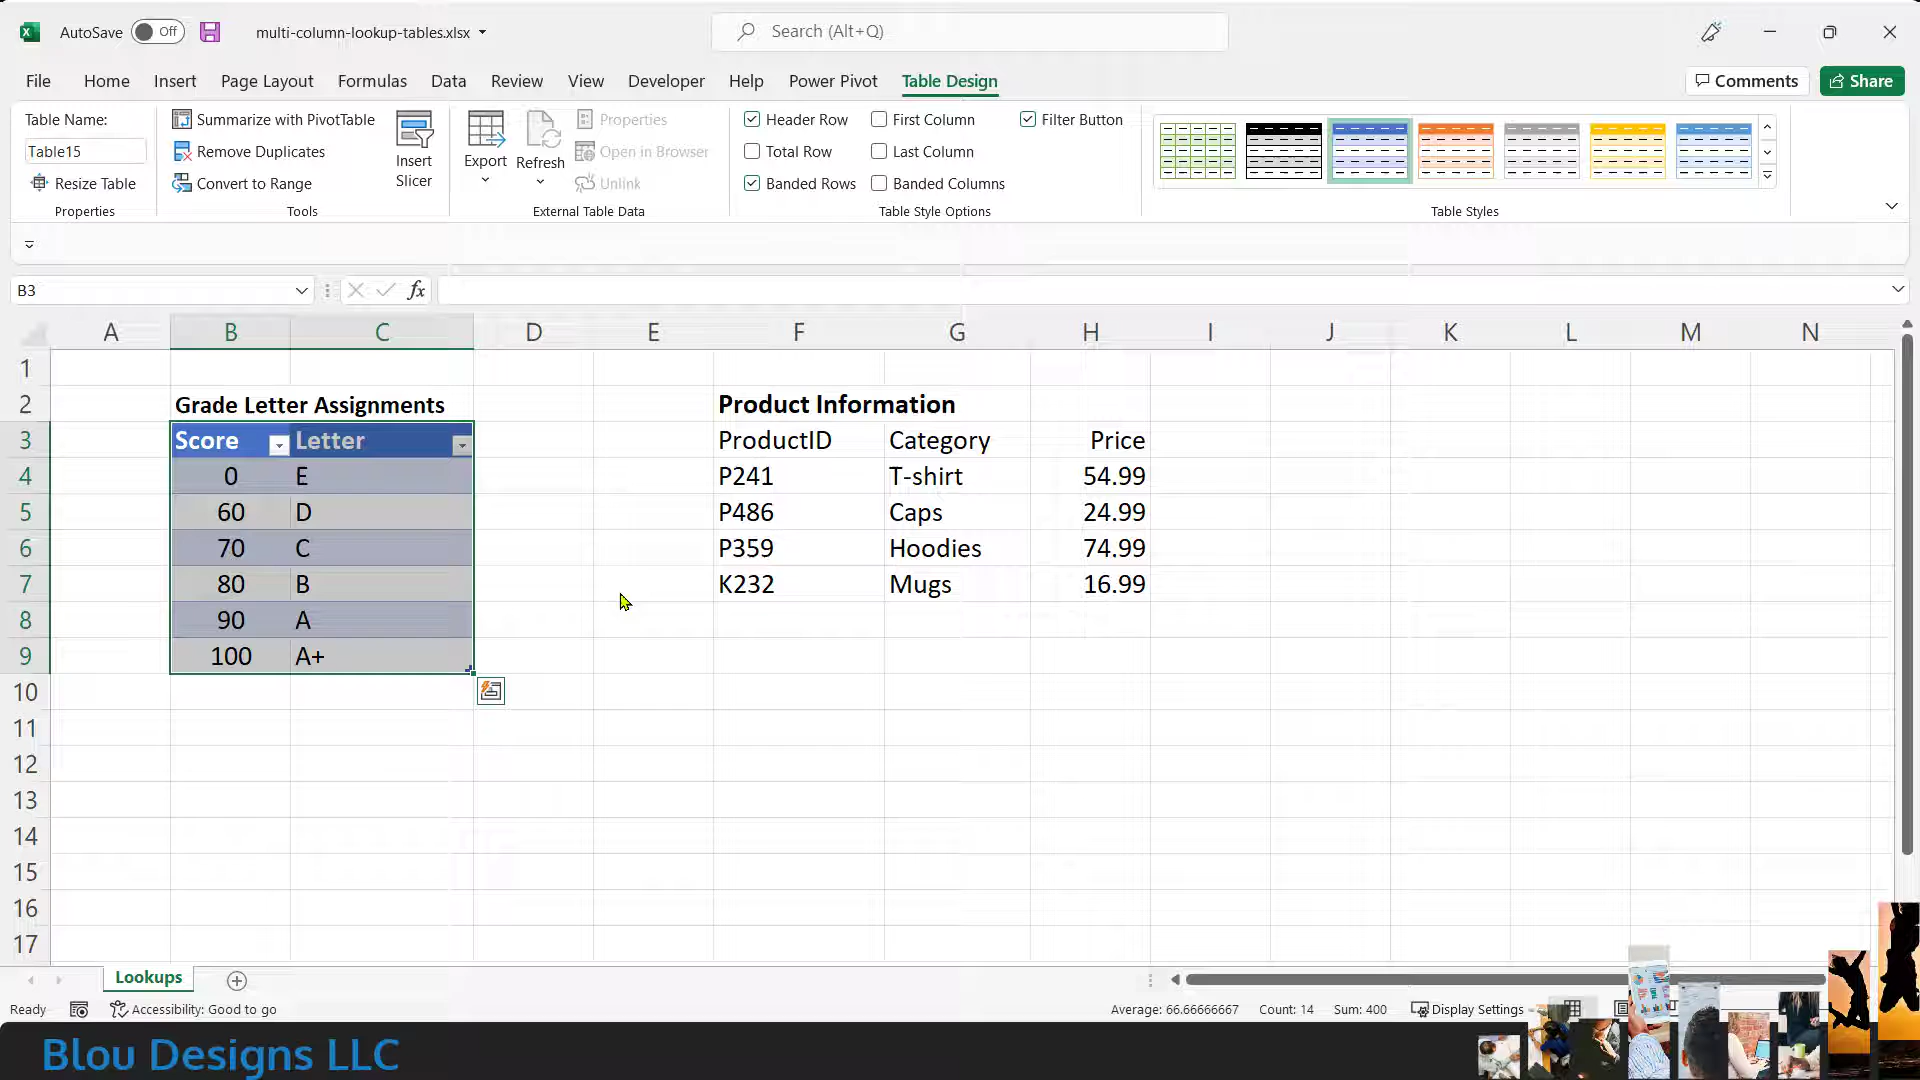 AutoSave Off multi-column-lookup-tables.xlsx Search (Alt+Q)
File Home Insert Page Layout Formulas Data Review View Developer Help Power Pivot Table Design Comments Share
Table Name:
Table15
Resize Table
Properties
Summarize with PivotTable
Remove Duplicates
Convert to Range
Tools
Insert
Slicer
Export
Refresh
Properties
Open in Browser
Unlink
External Table Data
Header Row First Column Filter Button
Total Row Last Column
Banded Rows Banded Columns
Table Style Options
Table Styles
B3 fx
A B C D E F G H I J K L M N
1
2 Grade Letter Assignments Product Information
3 Score Letter ProductID Category Price
4 0 E P241 T-shirt 54.99
5 60 D P486 Caps 24.99
6 70 C P359 Hoodies 74.99
7 80 B K232 Mugs 16.99
8 90 A
9 100 A+
10
11
12
13
14
15
16
17
Lookups
Ready Accessibility: Good to go Average: 66.66666667 Count: 14 Sum: 400 Display Settings
Blou Designs LLC